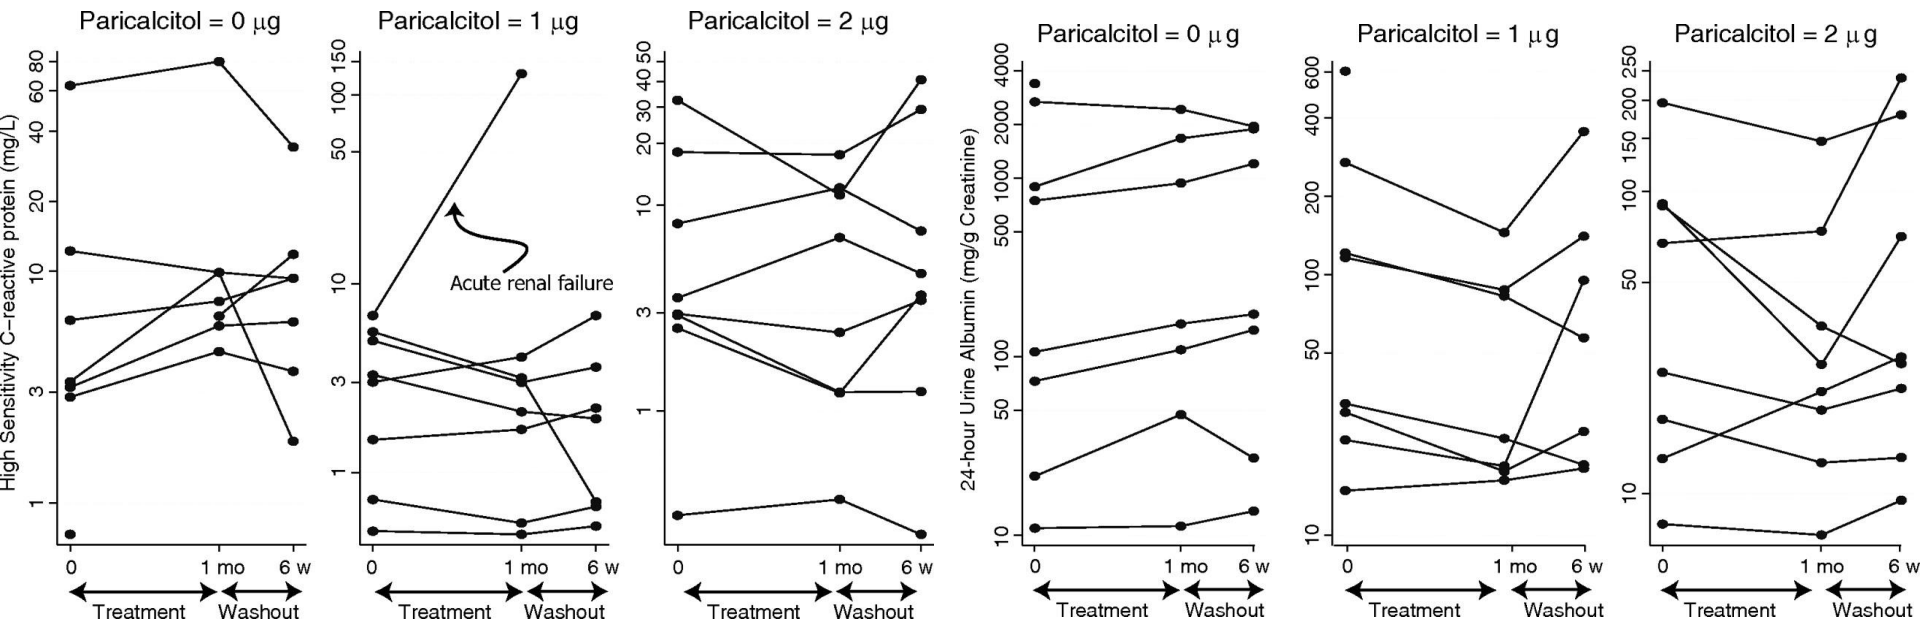 Paricalcitol = 0 μg
Paricalcitol = 1 μg
Paricalcitol = 2 μg
Paricalcitol = 0 μg
Paricalcitol = 1 μg
Paricalcitol = 2 μg
High Sensitivity C-reactive protein (mg/L)
80
60
40
20
10
3
1
0
1 mo
6 w
Treatment
Washout
150
100
50
10
3
1
Acute renal failure
0
1 mo
6 w
Treatment
Washout
50
40
30
20
10
3
1
0
1 mo
6 w
Treatment
Washout
24-hour Urine Albumin (mg/g Creatinine)
4000
2000
1000
500
100
50
10
0
1 mo
6 w
Treatment
Washout
600
400
200
100
50
10
0
1 mo
6 w
Treatment
Washout
250
200
150
100
50
10
0
1 mo
6 w
Treatment
Washout